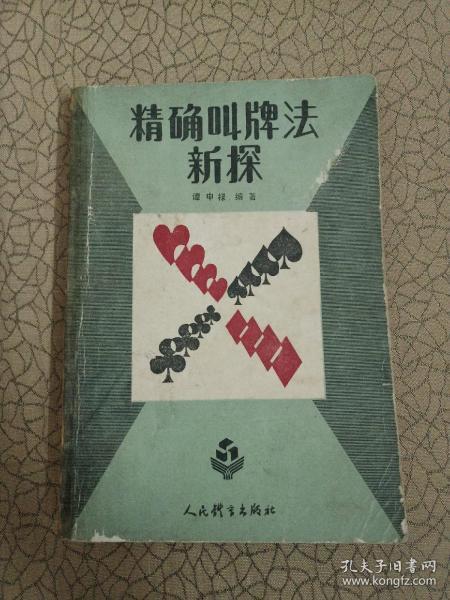 精确叫牌法
新探
谭申禄 编著
人民体育出版社
孔夫子旧书网
www.kongfz.com